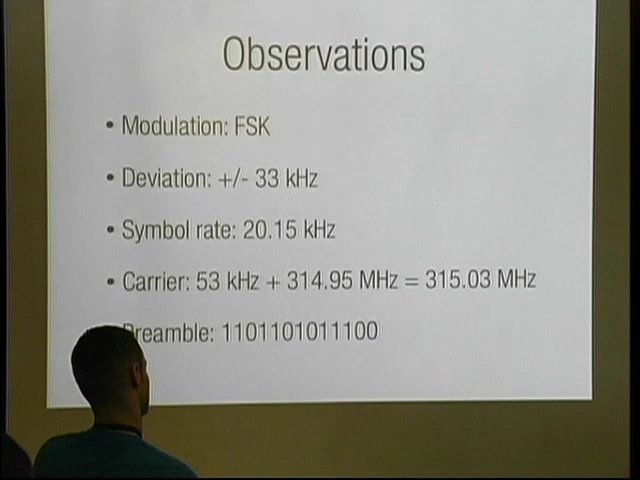 Observations
• Modulation: FSK
• Deviation: +/- 33 kHz
• Symbol rate: 20.15 kHz
• Carrier: 53 kHz + 314.95 MHz = 315.03 MHz
Preamble: 1101101011100